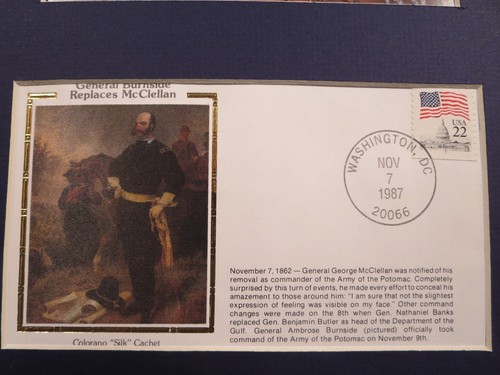 General Burnside
Replaces McClellan
USA
22
WASHINGTON, DC
NOV
7
1987
20066
November 7, 1862 — General George McClellan was notified of his
removal as commander of the Army of the Potomac. Completely
surprised by this turn of events, he made every effort to conceal his
amazement to those around him: "I am sure that not the slightest
expression of feeling was visible on my face." Other command
changes were made on the 8th when Gen. Nathaniel Banks
replaced Gen. Benjamin Butler as head of the Department of the
Gulf. General Ambrose Burnside (pictured) officially took
command of the Army of the Potomac on November 9th.
Colorano "Silk" Cachet